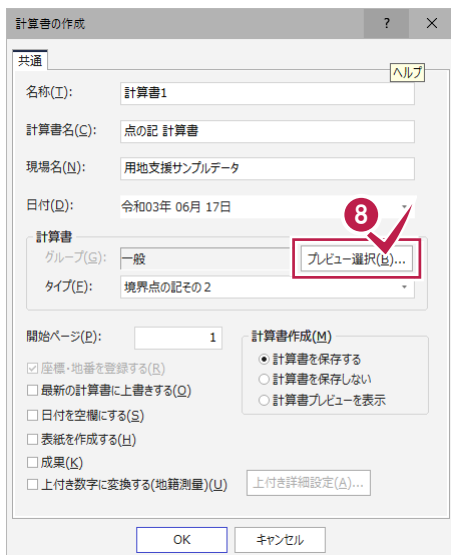 計算書の作成 ? ×
共通
ヘルプ
名称(T): 計算書1
計算書名(C): 点の記 計算書
現場名(N): 用地支援サンプルデータ
日付(D): 令和03年 06月 17日
8
計算書
グループ(G): 一般 プレビュー選択(B)...
タイプ(F): 境界点の記その2
開始ページ(P): 1
計算書作成(M)
計算書を保存する
計算書を保存しない
計算書プレビューを表示
座標・地番を登録する(R)
最新の計算書に上書きする(O)
日付を空欄にする(S)
表紙を作成する(H)
成果(K)
上付き数字に変換する(地籍測量)(U) 上付き詳細設定(A)...
OK キャンセル